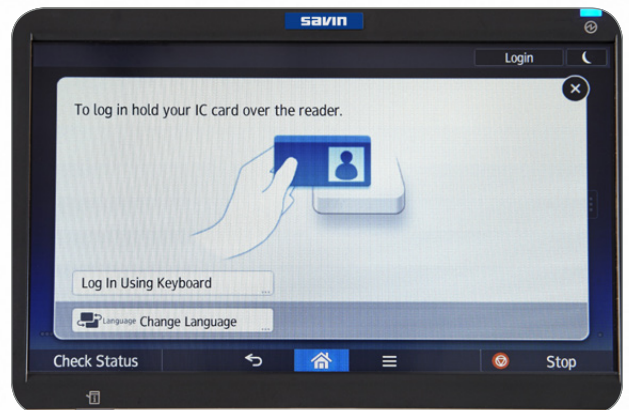 savin
Login
To log in hold your IC card over the reader.
Log In Using Keyboard
Language Change Language
Check Status
Stop